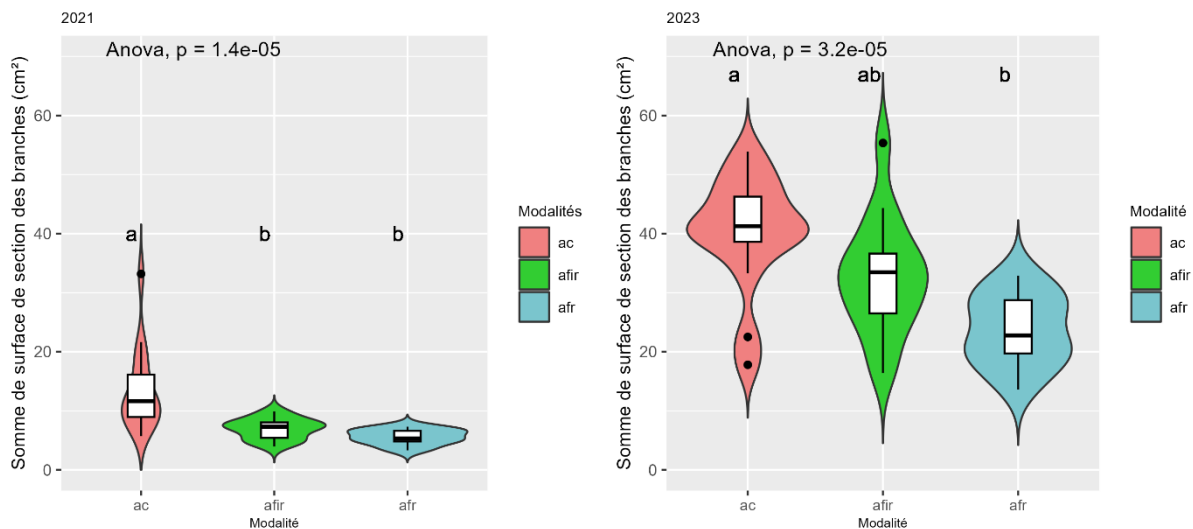 2021
Anova, p = 1.4e-05
Somme de surface de section des branches (cm²)
60
40
20
0
a
b
b
ac
afir
afr
Modalité
Modalités
ac
afir
afr
2023
Anova, p = 3.2e-05
a
ab
b
Somme de surface de section des branches (cm²)
60
40
20
0
ac
afir
afr
Modalité
Modalité
ac
afir
afr